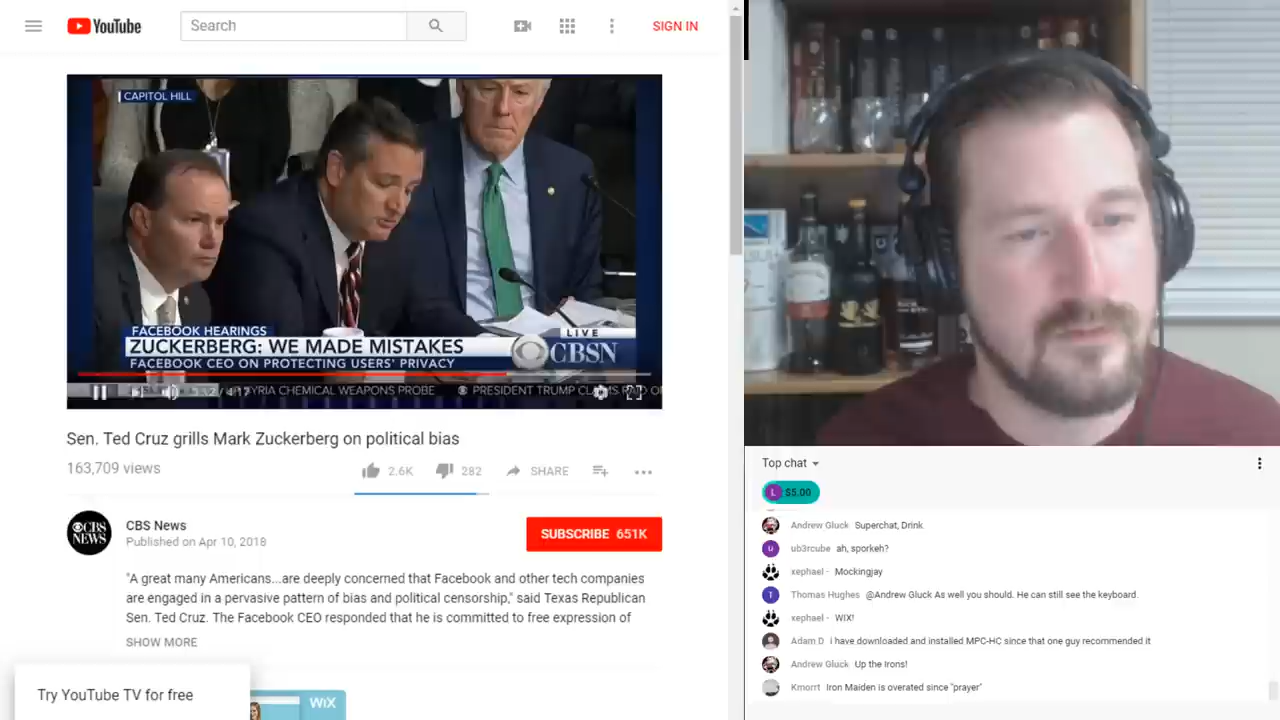 YouTube
Search
SIGN IN
CAPITOL HILL
FACEBOOK HEARINGS
ZUCKERBERG: WE MADE MISTAKES
FACEBOOK CEO ON PROTECTING USERS' PRIVACY
LIVE
CBSN
SYRIA CHEMICAL WEAPONS PROBE
PRESIDENT TRUMP
Sen. Ted Cruz grills Mark Zuckerberg on political bias
163,709 views
2.6K
282
SHARE
CBS NEWS
CBS News
Published on Apr 10, 2018
SUBSCRIBE 651K
"A great many Americans...are deeply concerned that Facebook and other tech companies
are engaged in a pervasive pattern of bias and political censorship," said Texas Republican
Sen. Ted Cruz. The Facebook CEO responded that he is committed to free expression of
SHOW MORE
Try YouTube TV for free
WiX
Top chat
L $5.00
Andrew Gluck Superchat, Drink
u ub3rcube ah, sporkeh?
xephael - Mockingjay
T Thomas Hughes @Andrew Gluck As well you should. He can still see the keyboard.
xephael - WIX!
Adam D i have downloaded and installed MPC-HC since that one guy recommended it
Andrew Gluck Up the Irons!
Kmorrt Iron Maiden is overated since "prayer"